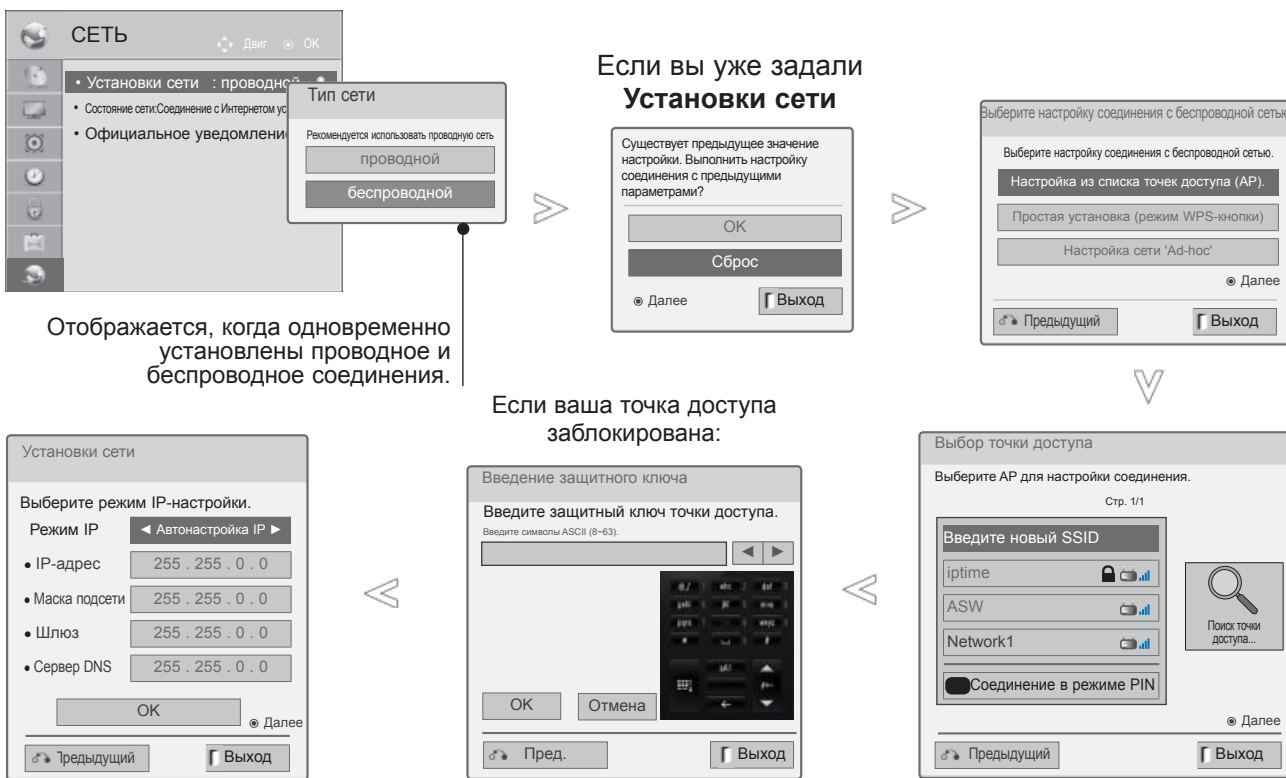 СЕТЬ
Двиг ОК
• Установки сети : проводной
• Состояние сети:Соединение с Интернетом ус
• Официальное уведомлени
Тип сети
Рекомендуется использовать проводную сеть
проводной
беспроводной
Отображается, когда одновременно
установлены проводное и
беспроводное соединения.
Если вы уже задали
Установки сети
Существует предыдущее значение
настройки. Выполнить настройку
соединения с предыдущими
параметрами?
OK
Сброс
Далее
Выход
Выберите настройку соединения с беспроводной сетью
Выберите настройку соединения с беспроводной сетью.
Настройка из списка точек доступа (AP).
Простая установка (режим WPS-кнопки)
Настройка сети 'Ad-hoc'
Далее
Предыдущий
Выход
Выбор точки доступа
Выберите AP для настройки соединения.
Стр. 1/1
Введите новый SSID
iptime
ASW
Network1
Соединение в режиме PIN
Поиск точки
доступа...
Далее
Предыдущий
Выход
Если ваша точка доступа
заблокирована:
Введение защитного ключа
Введите защитный ключ точки доступа.
Введите символы ASCII (8~63).
OK
Отмена
Пред.
Выход
Установки сети
Выберите режим IP-настройки.
Режим IP ◄ Автонастройка IP ►
• IP-адрес 255 . 255 . 0 . 0
• Маска подсети 255 . 255 . 0 . 0
• Шлюз 255 . 255 . 0 . 0
• Сервер DNS 255 . 255 . 0 . 0
OK
Далее
Предыдущий
Выход